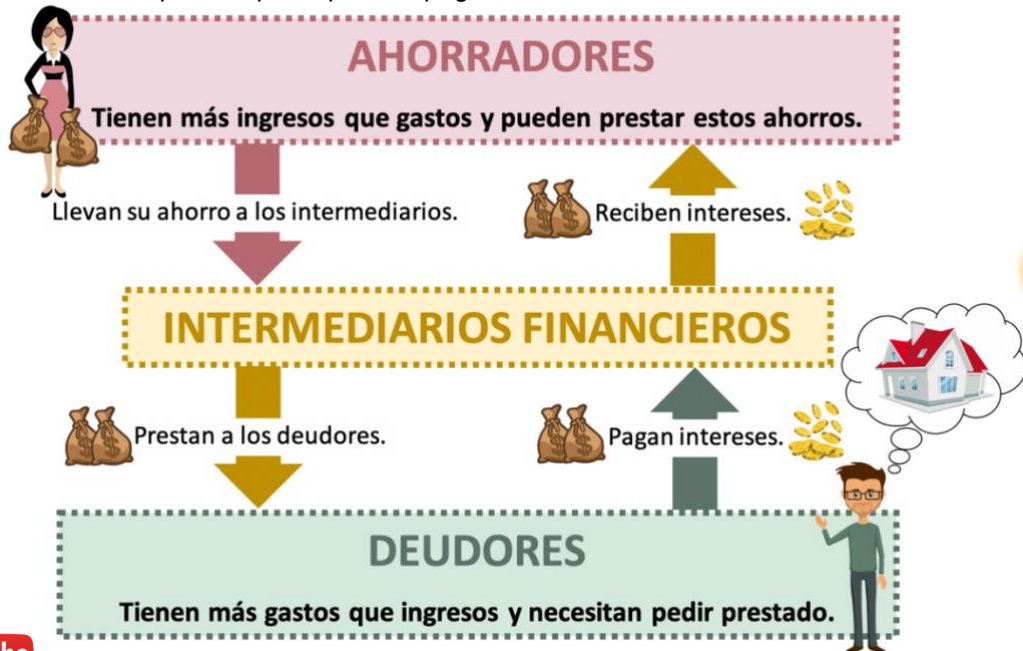 AHORRADORES
Tienen más ingresos que gastos y pueden prestar estos ahorros.
Llevan su ahorro a los intermediarios.
Reciben intereses.
INTERMEDIARIOS FINANCIEROS
Prestan a los deudores.
Pagan intereses.
DEUDORES
Tienen más gastos que ingresos y necesitan pedir prestado.